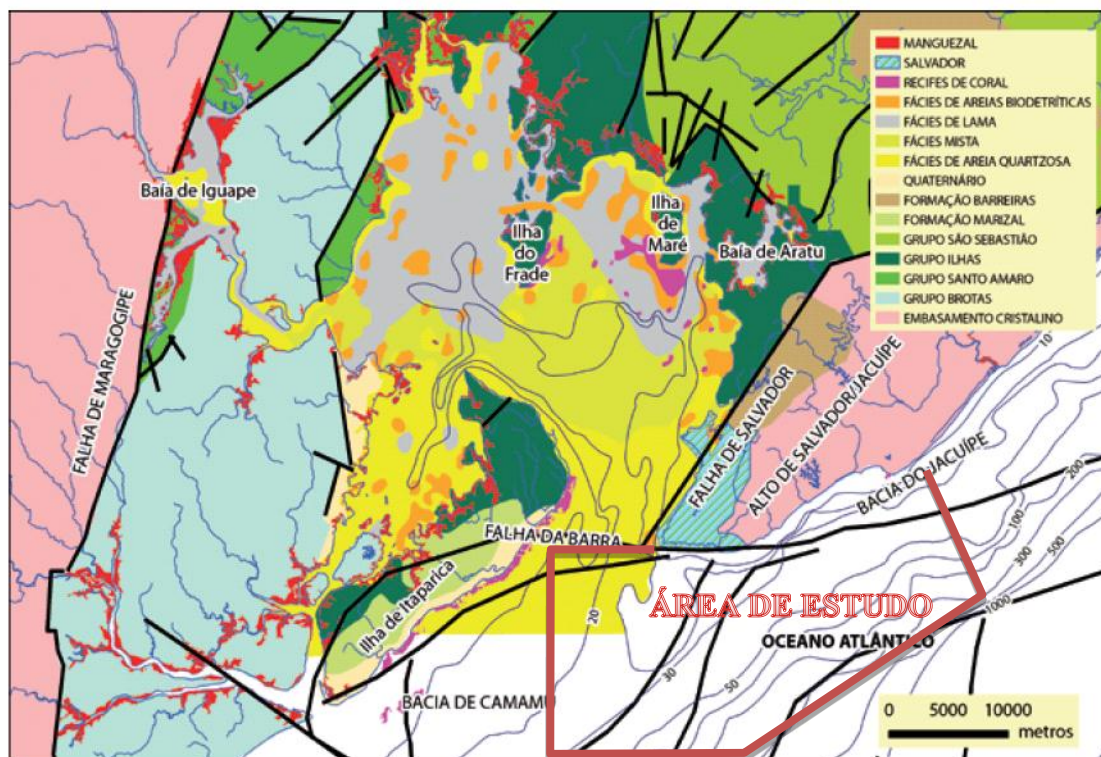 MANGUEZAL
SALVADOR
RECIFES DE CORAL
FÁCIES DE AREIAS BIODETRÍTICAS
FÁCIES DE LAMA
FÁCIES MISTA
FÁCIES DE AREIA QUARTZOSA
QUATERNÁRIO
FORMAÇÃO BARREIRAS
FORMAÇÃO MARIZAL
GRUPO SÃO SEBASTIÃO
GRUPO ILHAS
GRUPO SANTO AMARO
GRUPO BROTAS
EMBASAMENTO CRISTALINO
Baía de Iguape
Ilha
do
Frade
Ilha
de
Maré
Baía de Aratu
FALHA DE MARAGOGIPE
FALHA DE SALVADOR
ALTO DE SALVADOR/JACUÍPE
BACIA DO JACUÍPE
FALHA DA BARRA
Ilha de Itaparica
BACIA DE CAMAMU
ÁREA DE ESTUDO
OCEANO ATLÂNTICO
10
200
100
300
500
1000
20
30
50
0 5000 10000
metros